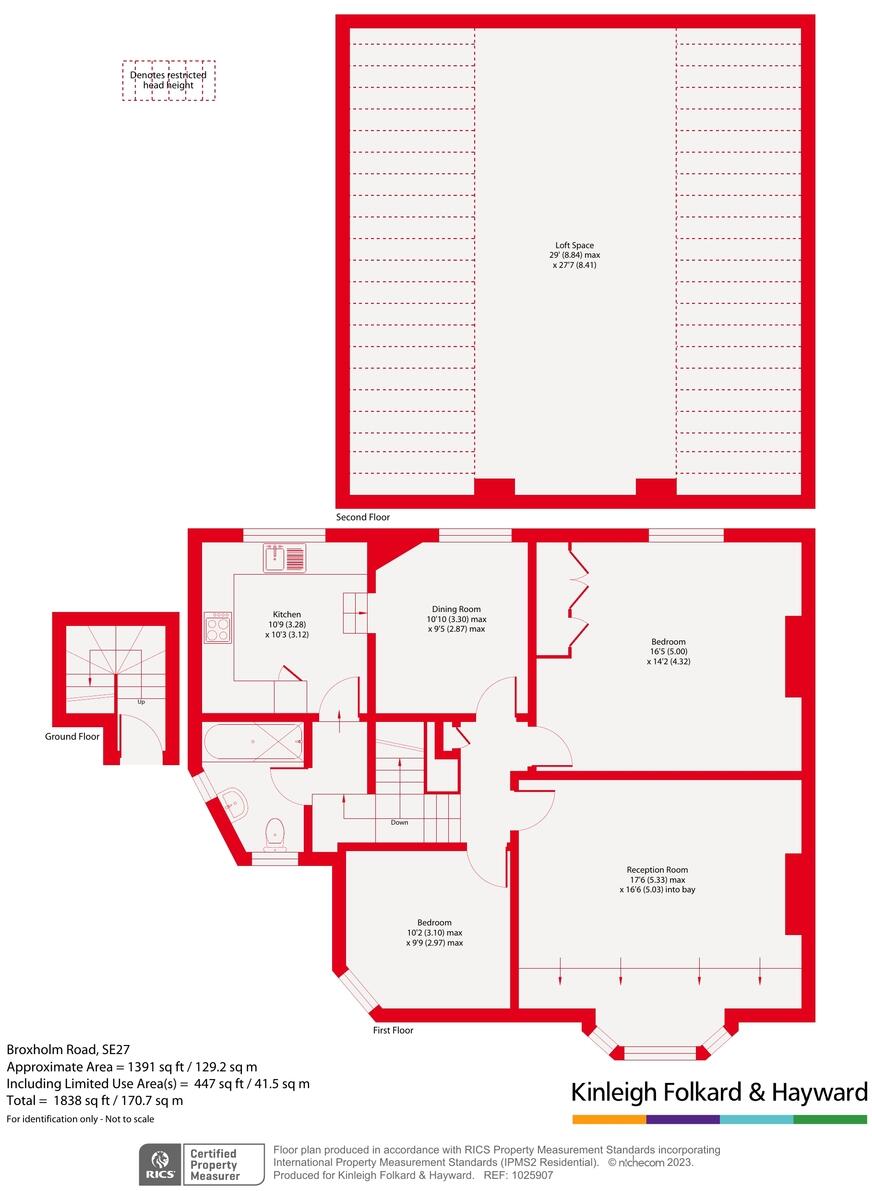 Denotes restricted
head height
Loft Space
29' (8.84) max
x 27'7 (8.41)
Second Floor
Kitchen
10'9 (3.28)
x 10'3 (3.12)
Dining Room
10'10 (3.30) max
x 9'5 (2.87) max
Bedroom
16'5 (5.00)
x 14'2 (4.32)
Up
Ground Floor
Down
Reception Room
17'6 (5.33) max
x 16'6 (5.03) into bay
Bedroom
10'2 (3.10) max
x 9'9 (2.97) max
First Floor
Broxholm Road, SE27
Approximate Area = 1391 sq ft / 129.2 sq m
Including Limited Use Area(s) = 447 sq ft / 41.5 sq m
Total = 1838 sq ft / 170.7 sq m
For identification only - Not to scale
Kinleigh Folkard & Hayward
RICS
Certified
Property
Measurer
Floor plan produced in accordance with RICS Property Measurement Standards incorporating
International Property Measurement Standards (IPMS2 Residential). © nichecom 2023.
Produced for Kinleigh Folkard & Hayward. REF: 1025907